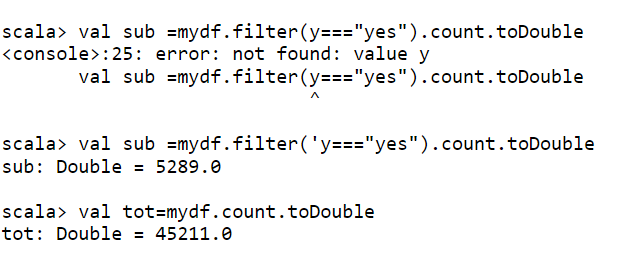 scala> val sub =mydf.filter(y==="yes").count.toDouble
<console>:25: error: not found: value y
       val sub =mydf.filter(y==="yes").count.toDouble
                            ^
scala> val sub =mydf.filter('y==="yes").count.toDouble
sub: Double = 5289.0
scala> val tot=mydf.count.toDouble
tot: Double = 45211.0